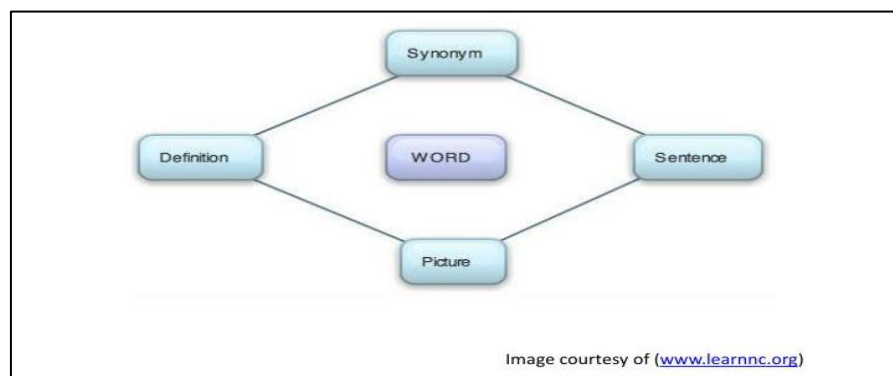 Synonym
Definition
WORD
Sentence
Picture
Image courtesy of (www.learnnc.org)